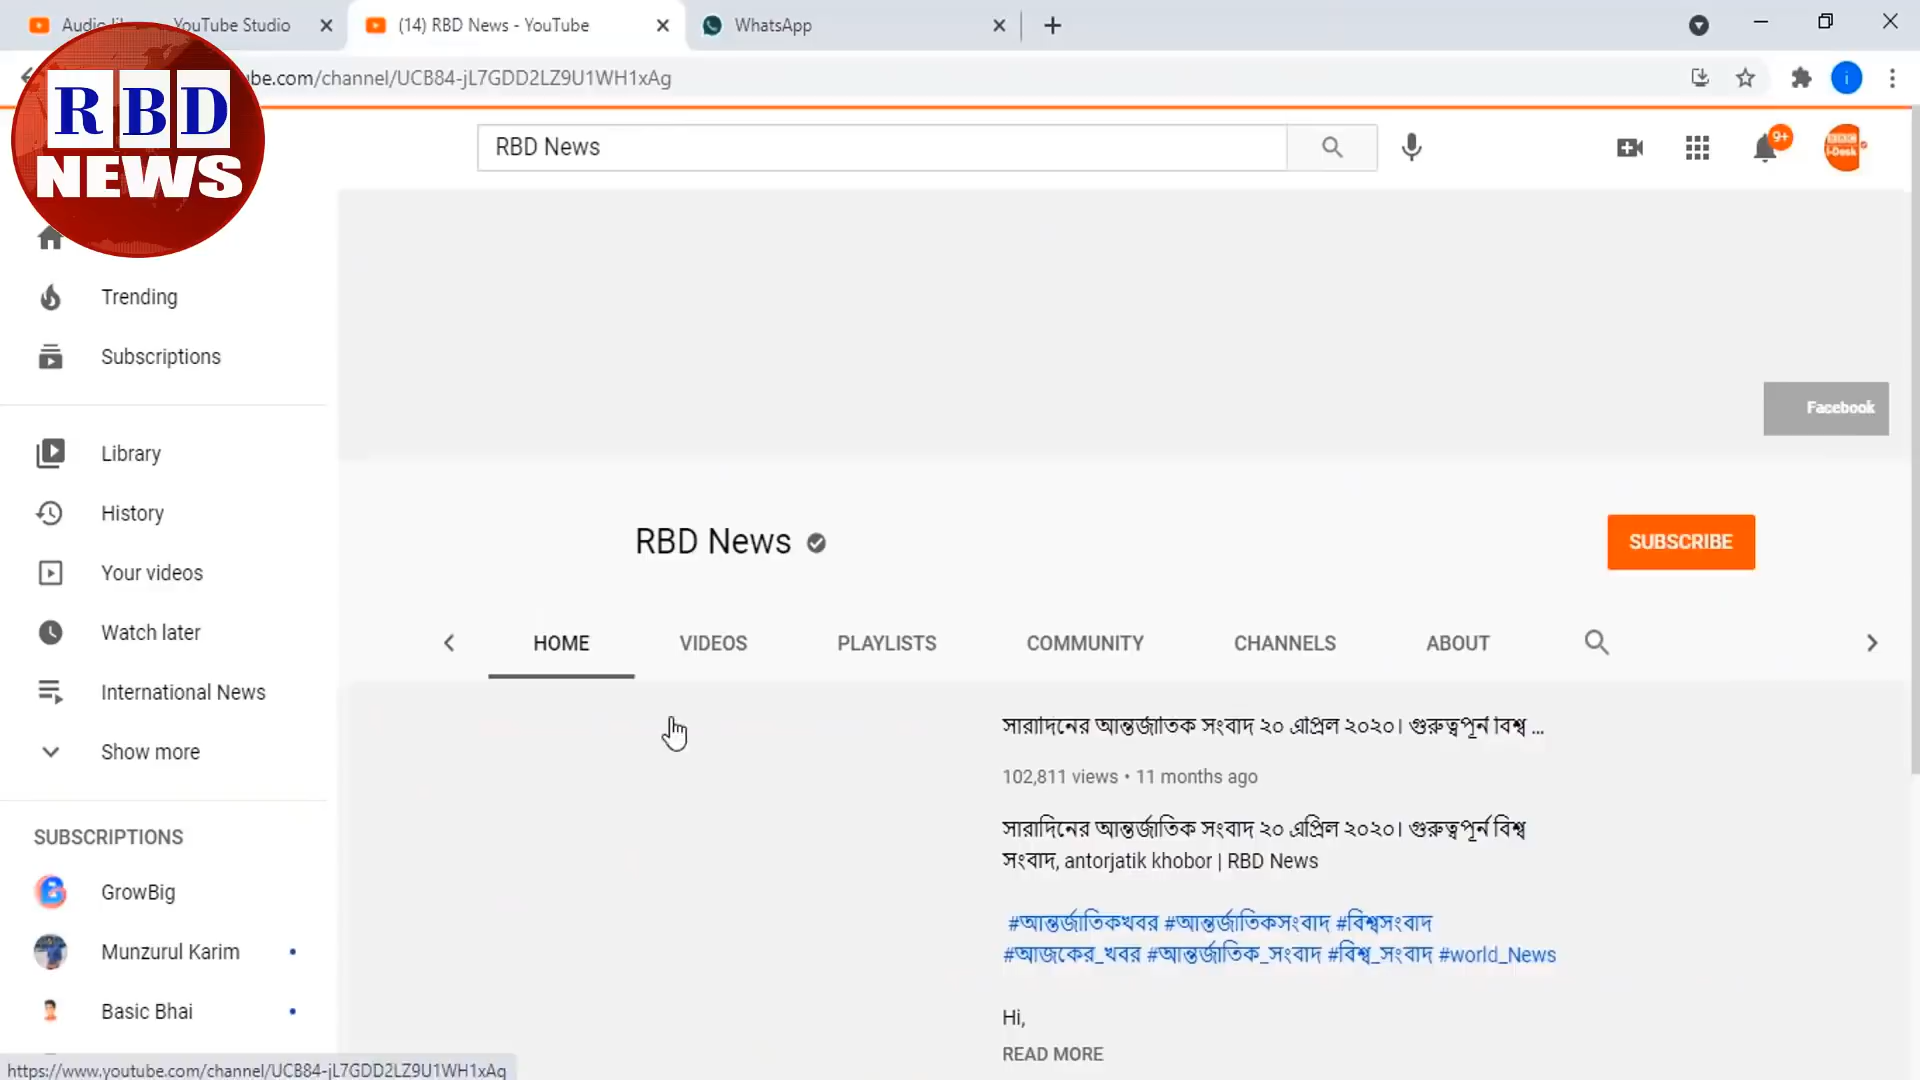 YouTube Studio
(14) RBD News - YouTube
WhatsApp
be.com/channel/UCB84-jL7GDD2LZ9U1WH1xAg
RBD
NEWS
RBD News
9+
i
Trending
Subscriptions
Library
History
Your videos
Watch later
International News
Show more
SUBSCRIPTIONS
GrowBig
Munzurul Karim
Basic Bhai
Facebook
RBD News
SUBSCRIBE
HOME
VIDEOS
PLAYLISTS
COMMUNITY
CHANNELS
ABOUT
সারাদিনের আন্তর্জাতিক সংবাদ ২০ এপ্রিল ২০২০। গুরুত্বপূর্ন বিশ্ব ...
102,811 views • 11 months ago
সারাদিনের আন্তর্জাতিক সংবাদ ২০ এপ্রিল ২০২০। গুরুত্বপূর্ন বিশ্ব
সংবাদ, antorjatik khobor | RBD News
#আন্তর্জাতিকখবর #আন্তর্জাতিকসংবাদ #বিশ্বসংবাদ
#আজকের_খবর #আন্তর্জাতিক_সংবাদ #বিশ্ব_সংবাদ #world_News
Hi,
READ MORE
https://www.youtube.com/channel/UCB84-jL7GDD2LZ9U1WH1xAg